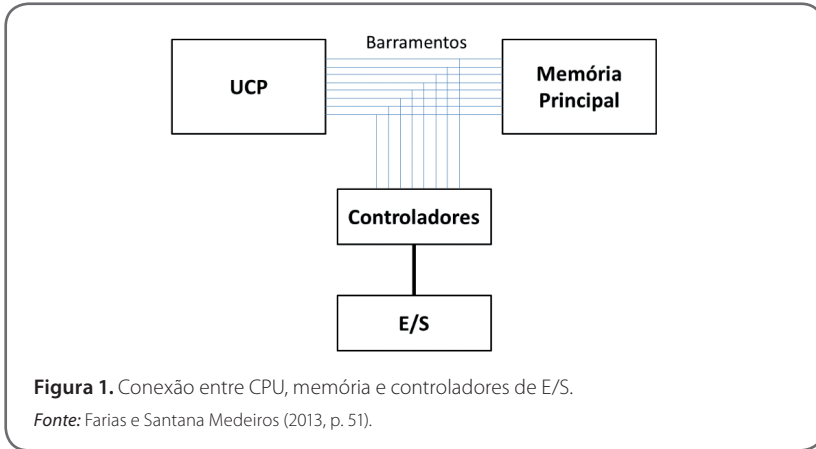 Barramentos
UCP
Memória
Principal
Controladores
E/S
Figura 1. Conexão entre CPU, memória e controladores de E/S.
Fonte: Farias e Santana Medeiros (2013, p. 51).